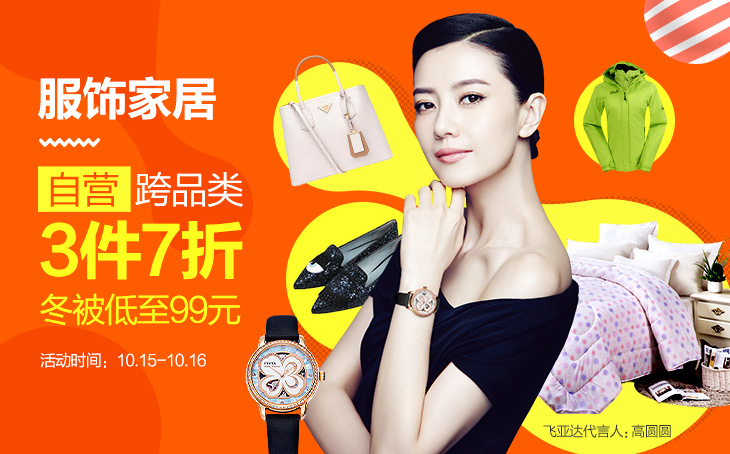 服饰家居
自营 跨品类
3件7折
冬被低至99元
活动时间：10.15-10.16
飞亚达代言人：高圆圆